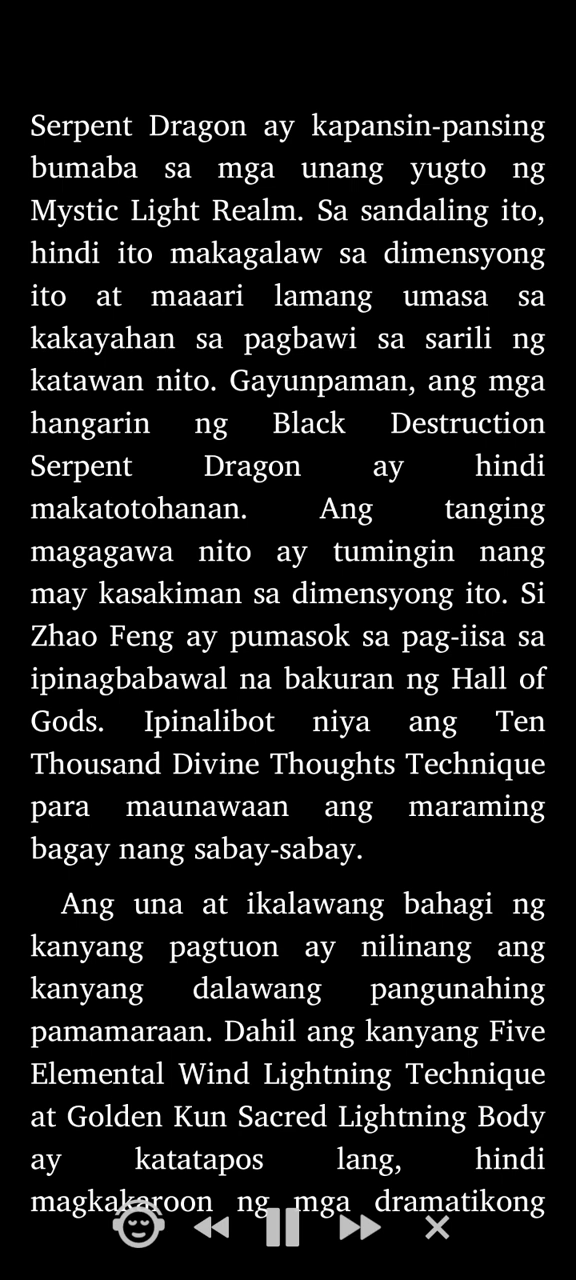 Serpent Dragon ay kapansin-pansing
bumaba sa mga unang yugto ng
Mystic Light Realm. Sa sandaling ito,
hindi ito makagalaw sa dimensyong
ito at maaari lamang umasa sa
kakayahan sa pagbawi sa sarili ng
katawan nito. Gayunpaman, ang mga
hangarin ng Black Destruction
Serpent Dragon ay hindi
makatotohanan. Ang tanging
magagawa nito ay tumingin nang
may kasakiman sa dimensyong ito. Si
Zhao Feng ay pumasok sa pag-iisa sa
ipinagbabawal na bakuran ng Hall of
Gods. Ipinalibot niya ang Ten
Thousand Divine Thoughts Technique
para maunawaan ang maraming
bagay nang sabay-sabay.
Ang una at ikalawang bahagi ng
kanyang pagtuon ay nilinang ang
kanyang dalawang pangunahing
pamamaraan. Dahil ang kanyang Five
Elemental Wind Lightning Technique
at Golden Kun Sacred Lightning Body
ay katatapos lang, hindi
magkakaroon ng mga dramatikong